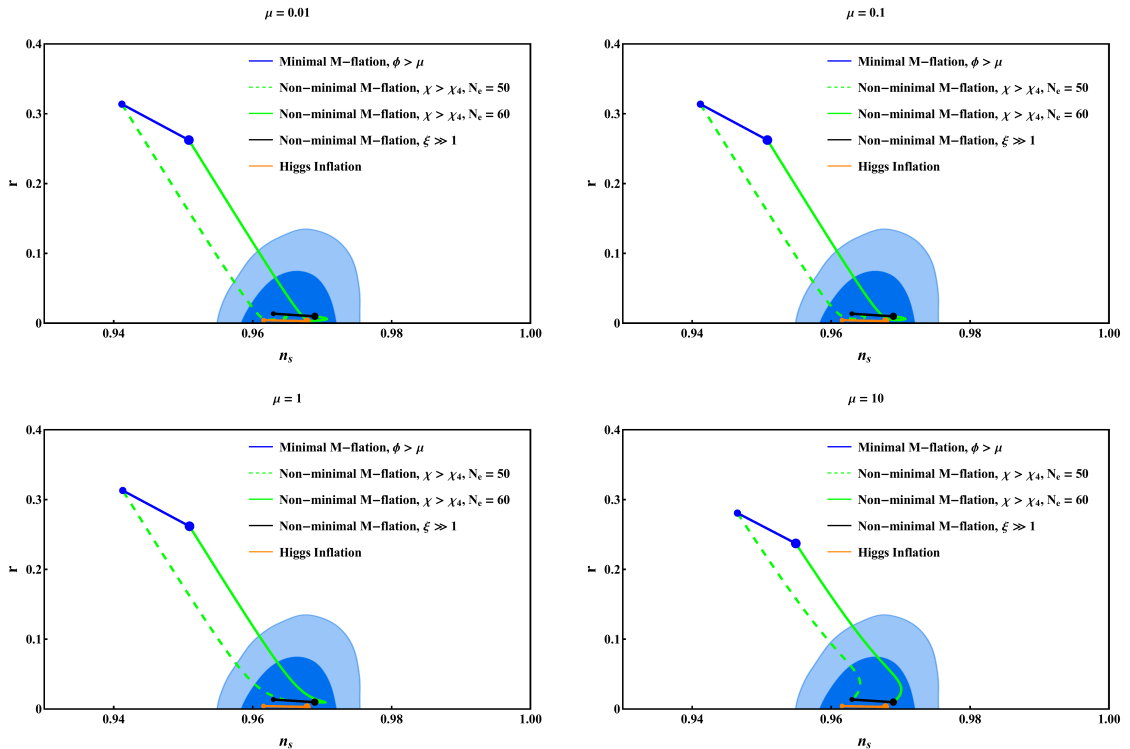 μ = 0.01
0.4
0.3
0.2
0.1
0
r
Minimal M−flation, ϕ > μ
Non−minimal M−flation, χ > χ₄, Nₑ = 50
Non−minimal M−flation, χ > χ₄, Nₑ = 60
Non−minimal M−flation, ξ ≫ 1
Higgs Inflation
0.94
0.96
0.98
1.00
nₛ
μ = 0.1
0.4
0.3
0.2
0.1
0
r
Minimal M−flation, ϕ > μ
Non−minimal M−flation, χ > χ₄, Nₑ = 50
Non−minimal M−flation, χ > χ₄, Nₑ = 60
Non−minimal M−flation, ξ ≫ 1
Higgs Inflation
0.94
0.96
0.98
1.00
nₛ
μ = 1
0.4
0.3
0.2
0.1
0
r
Minimal M−flation, ϕ > μ
Non−minimal M−flation, χ > χ₄, Nₑ = 50
Non−minimal M−flation, χ > χ₄, Nₑ = 60
Non−minimal M−flation, ξ ≫ 1
Higgs Inflation
0.94
0.96
0.98
1.00
nₛ
μ = 10
0.4
0.3
0.2
0.1
0
r
Minimal M−flation, ϕ > μ
Non−minimal M−flation, χ > χ₄, Nₑ = 50
Non−minimal M−flation, χ > χ₄, Nₑ = 60
Non−minimal M−flation, ξ ≫ 1
Higgs Inflation
0.94
0.96
0.98
1.00
nₛ